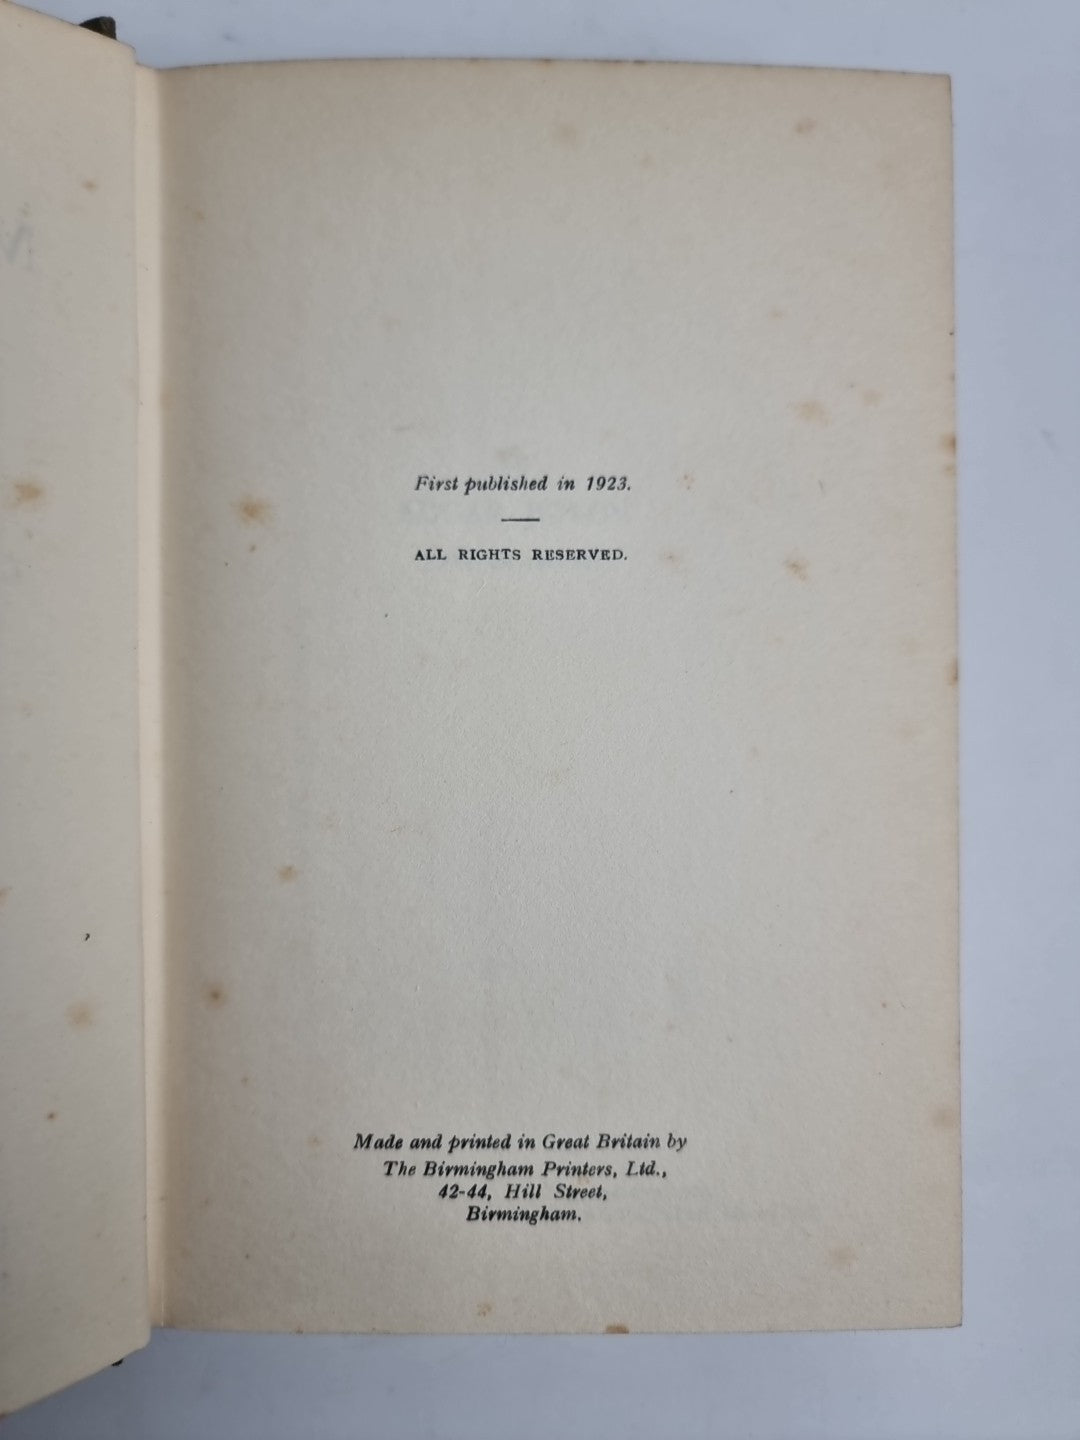 First published in 1923.
ALL RIGHTS RESERVED.
Made and printed in Great Britain by
The Birmingham Printers, Ltd.,
42-44, Hill Street,
Birmingham.